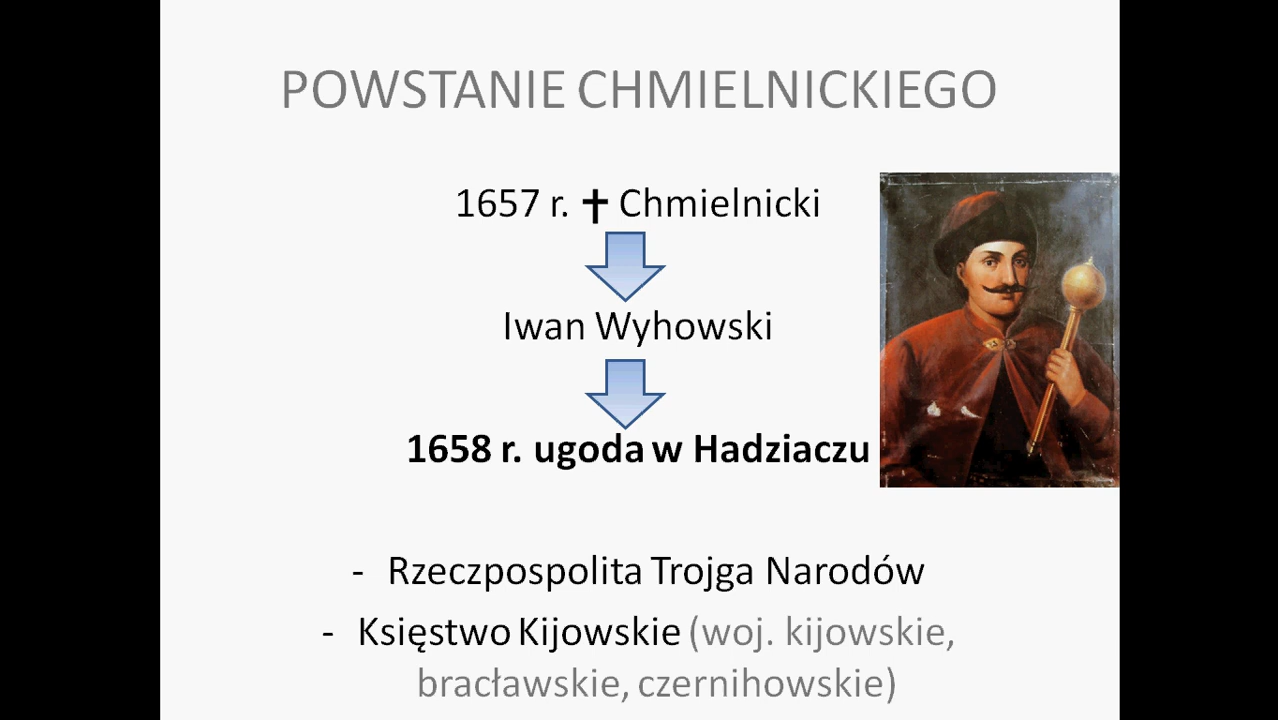 POWSTANIE CHMIELNICKIEGO
1657 r. ✝ Chmielnicki
Iwan Wyhowski
1658 r. ugoda w Hadziaczu
- Rzeczpospolita Trojga Narodów
- Księstwo Kijowskie (woj. kijowskie,
bracławskie, czernihowskie)